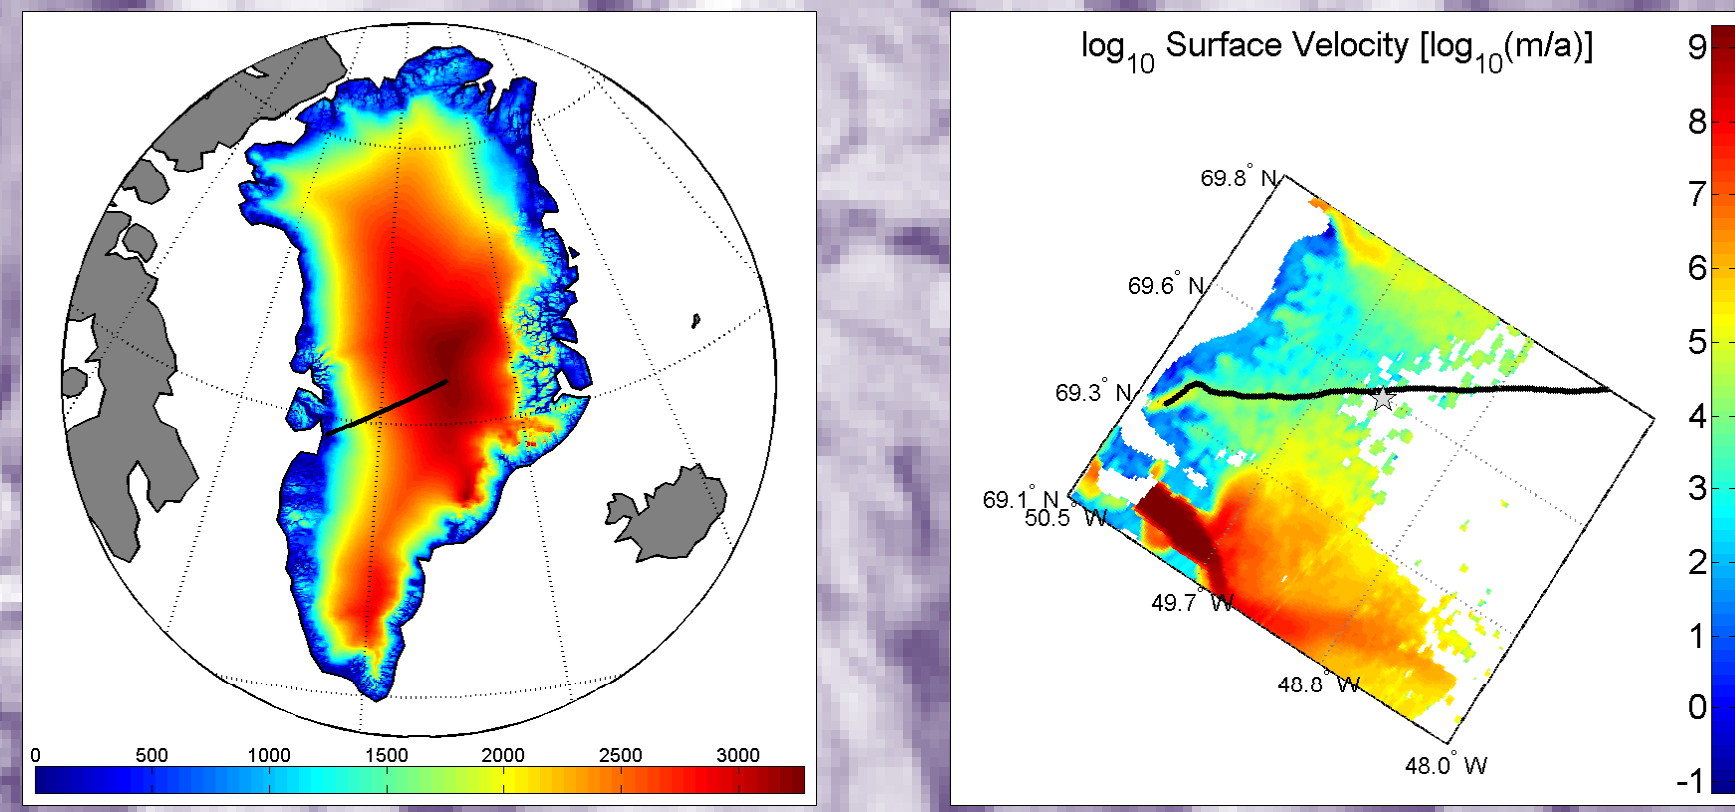 0 500 1000 1500 2000 2500 3000
log10 Surface Velocity [log10(m/a)]
9
8
7
6
5
4
3
2
1
0
-1
69.8° N
69.6° N
69.3° N
69.1° N
50.5° W
49.7° W
48.8° W
48.0° W